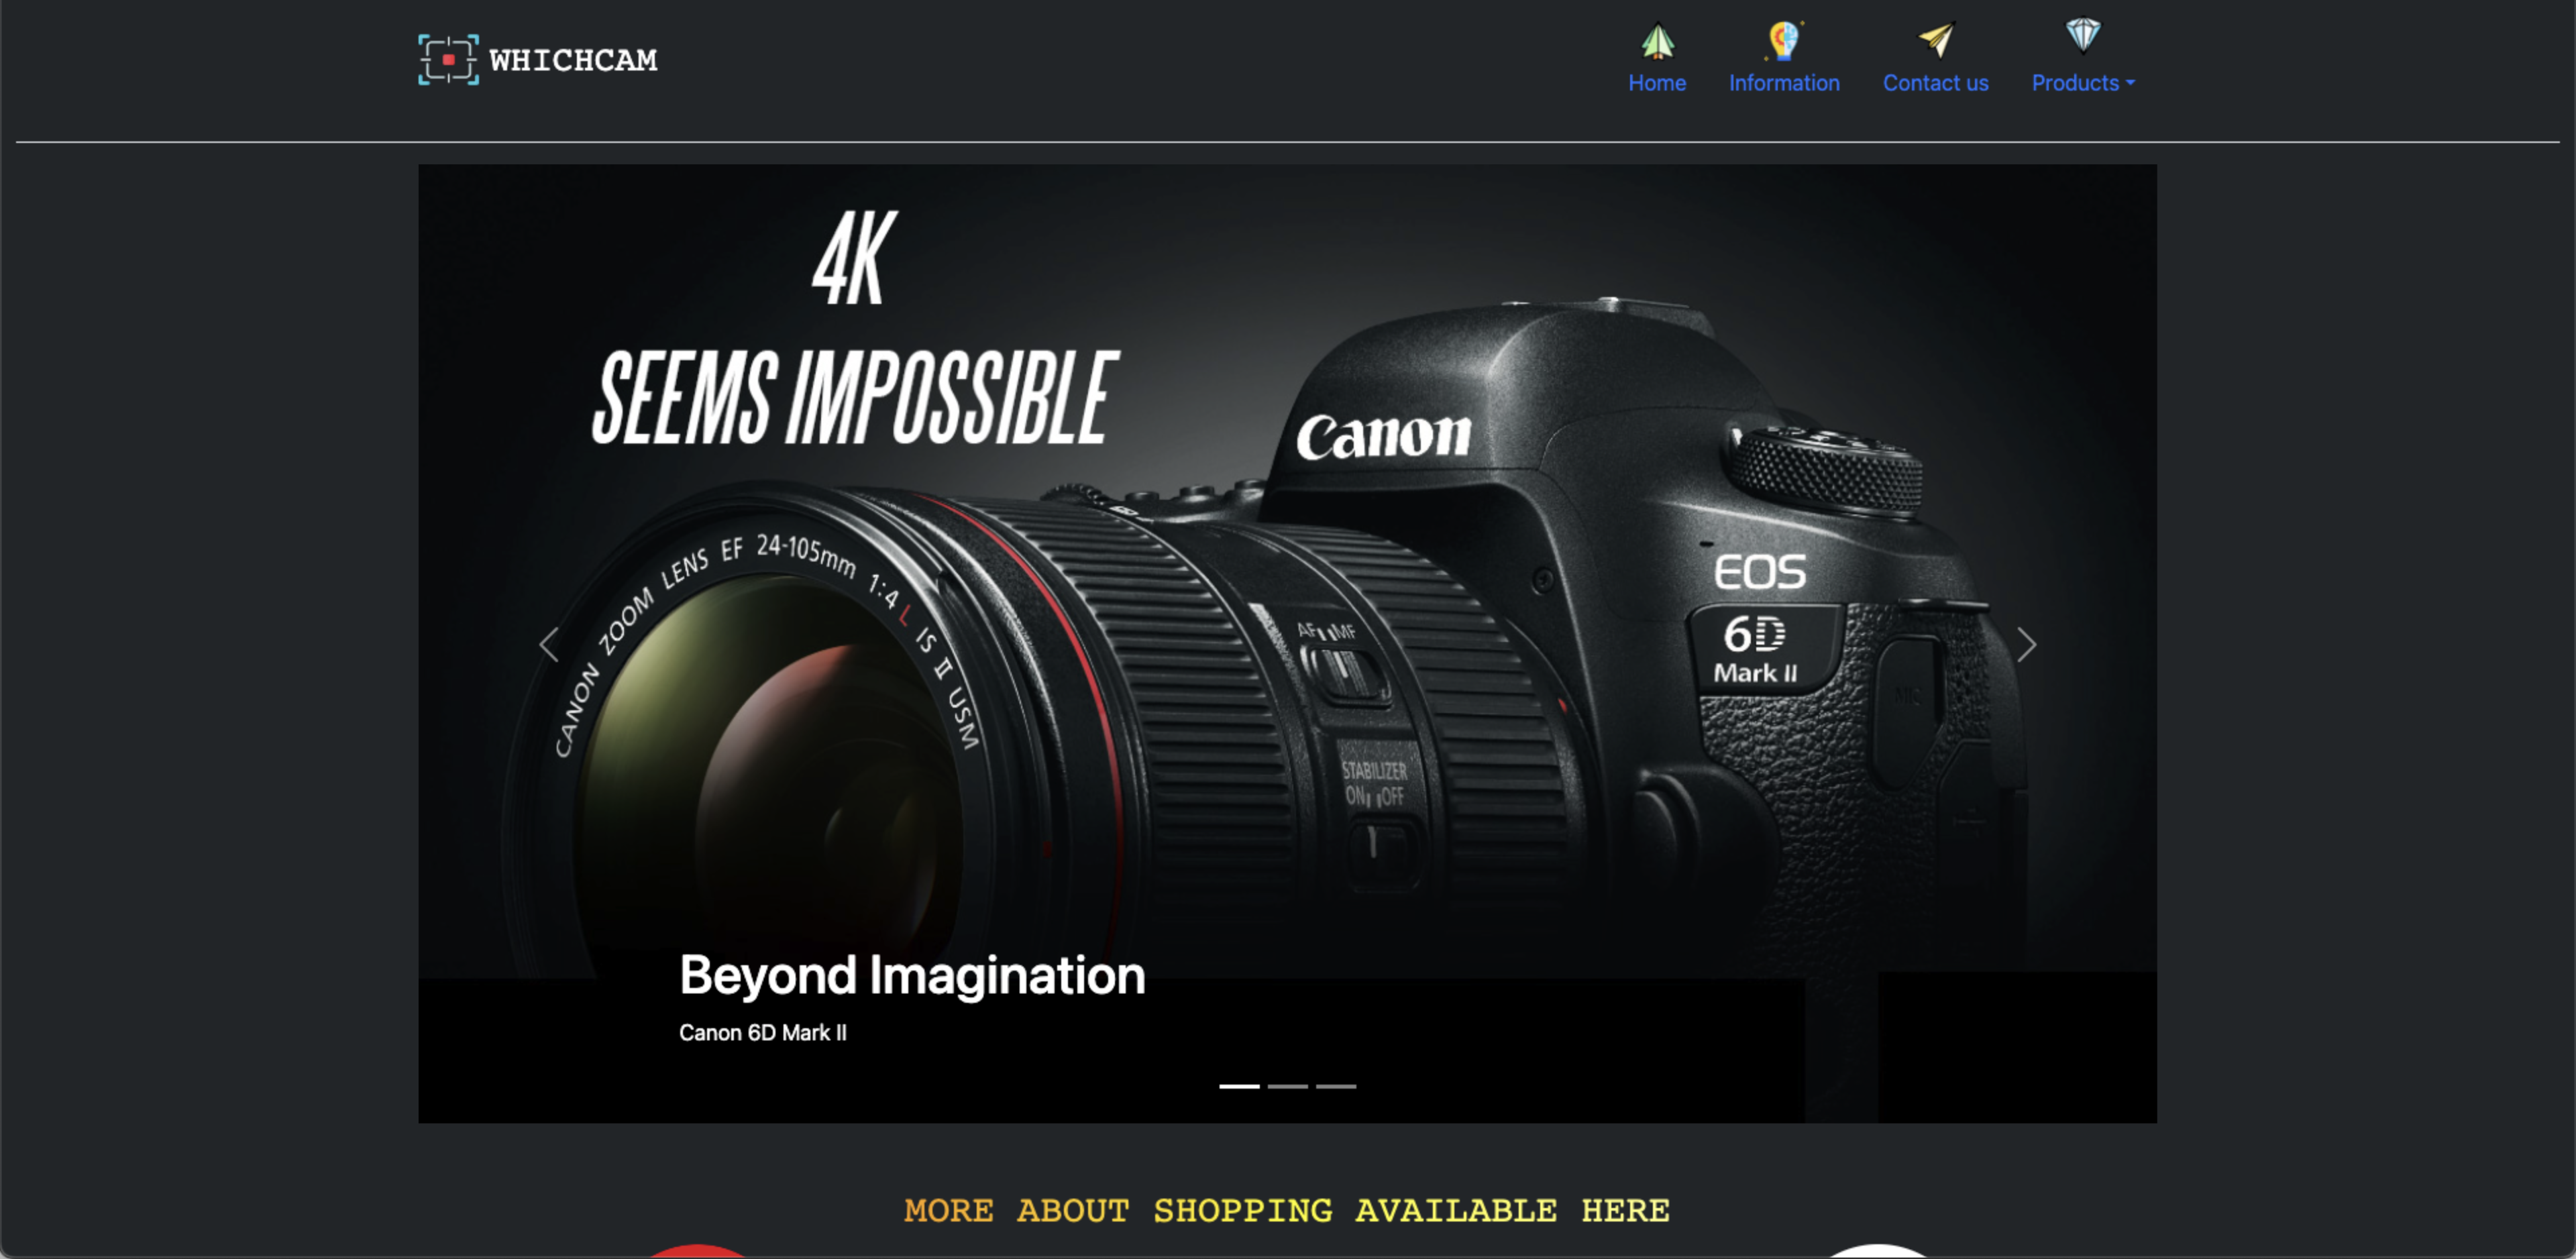 WHICHCAM
Home Information Contact us Products
4K
SEEMS IMPOSSIBLE
Canon
CANON ZOOM LENS EF 24-105mm 1:4 L IS II USM
EOS
6D
Mark II
AF MF
STABILIZER
ON OFF
MIC
Beyond Imagination
Canon 6D Mark II
MORE ABOUT SHOPPING AVAILABLE HERE